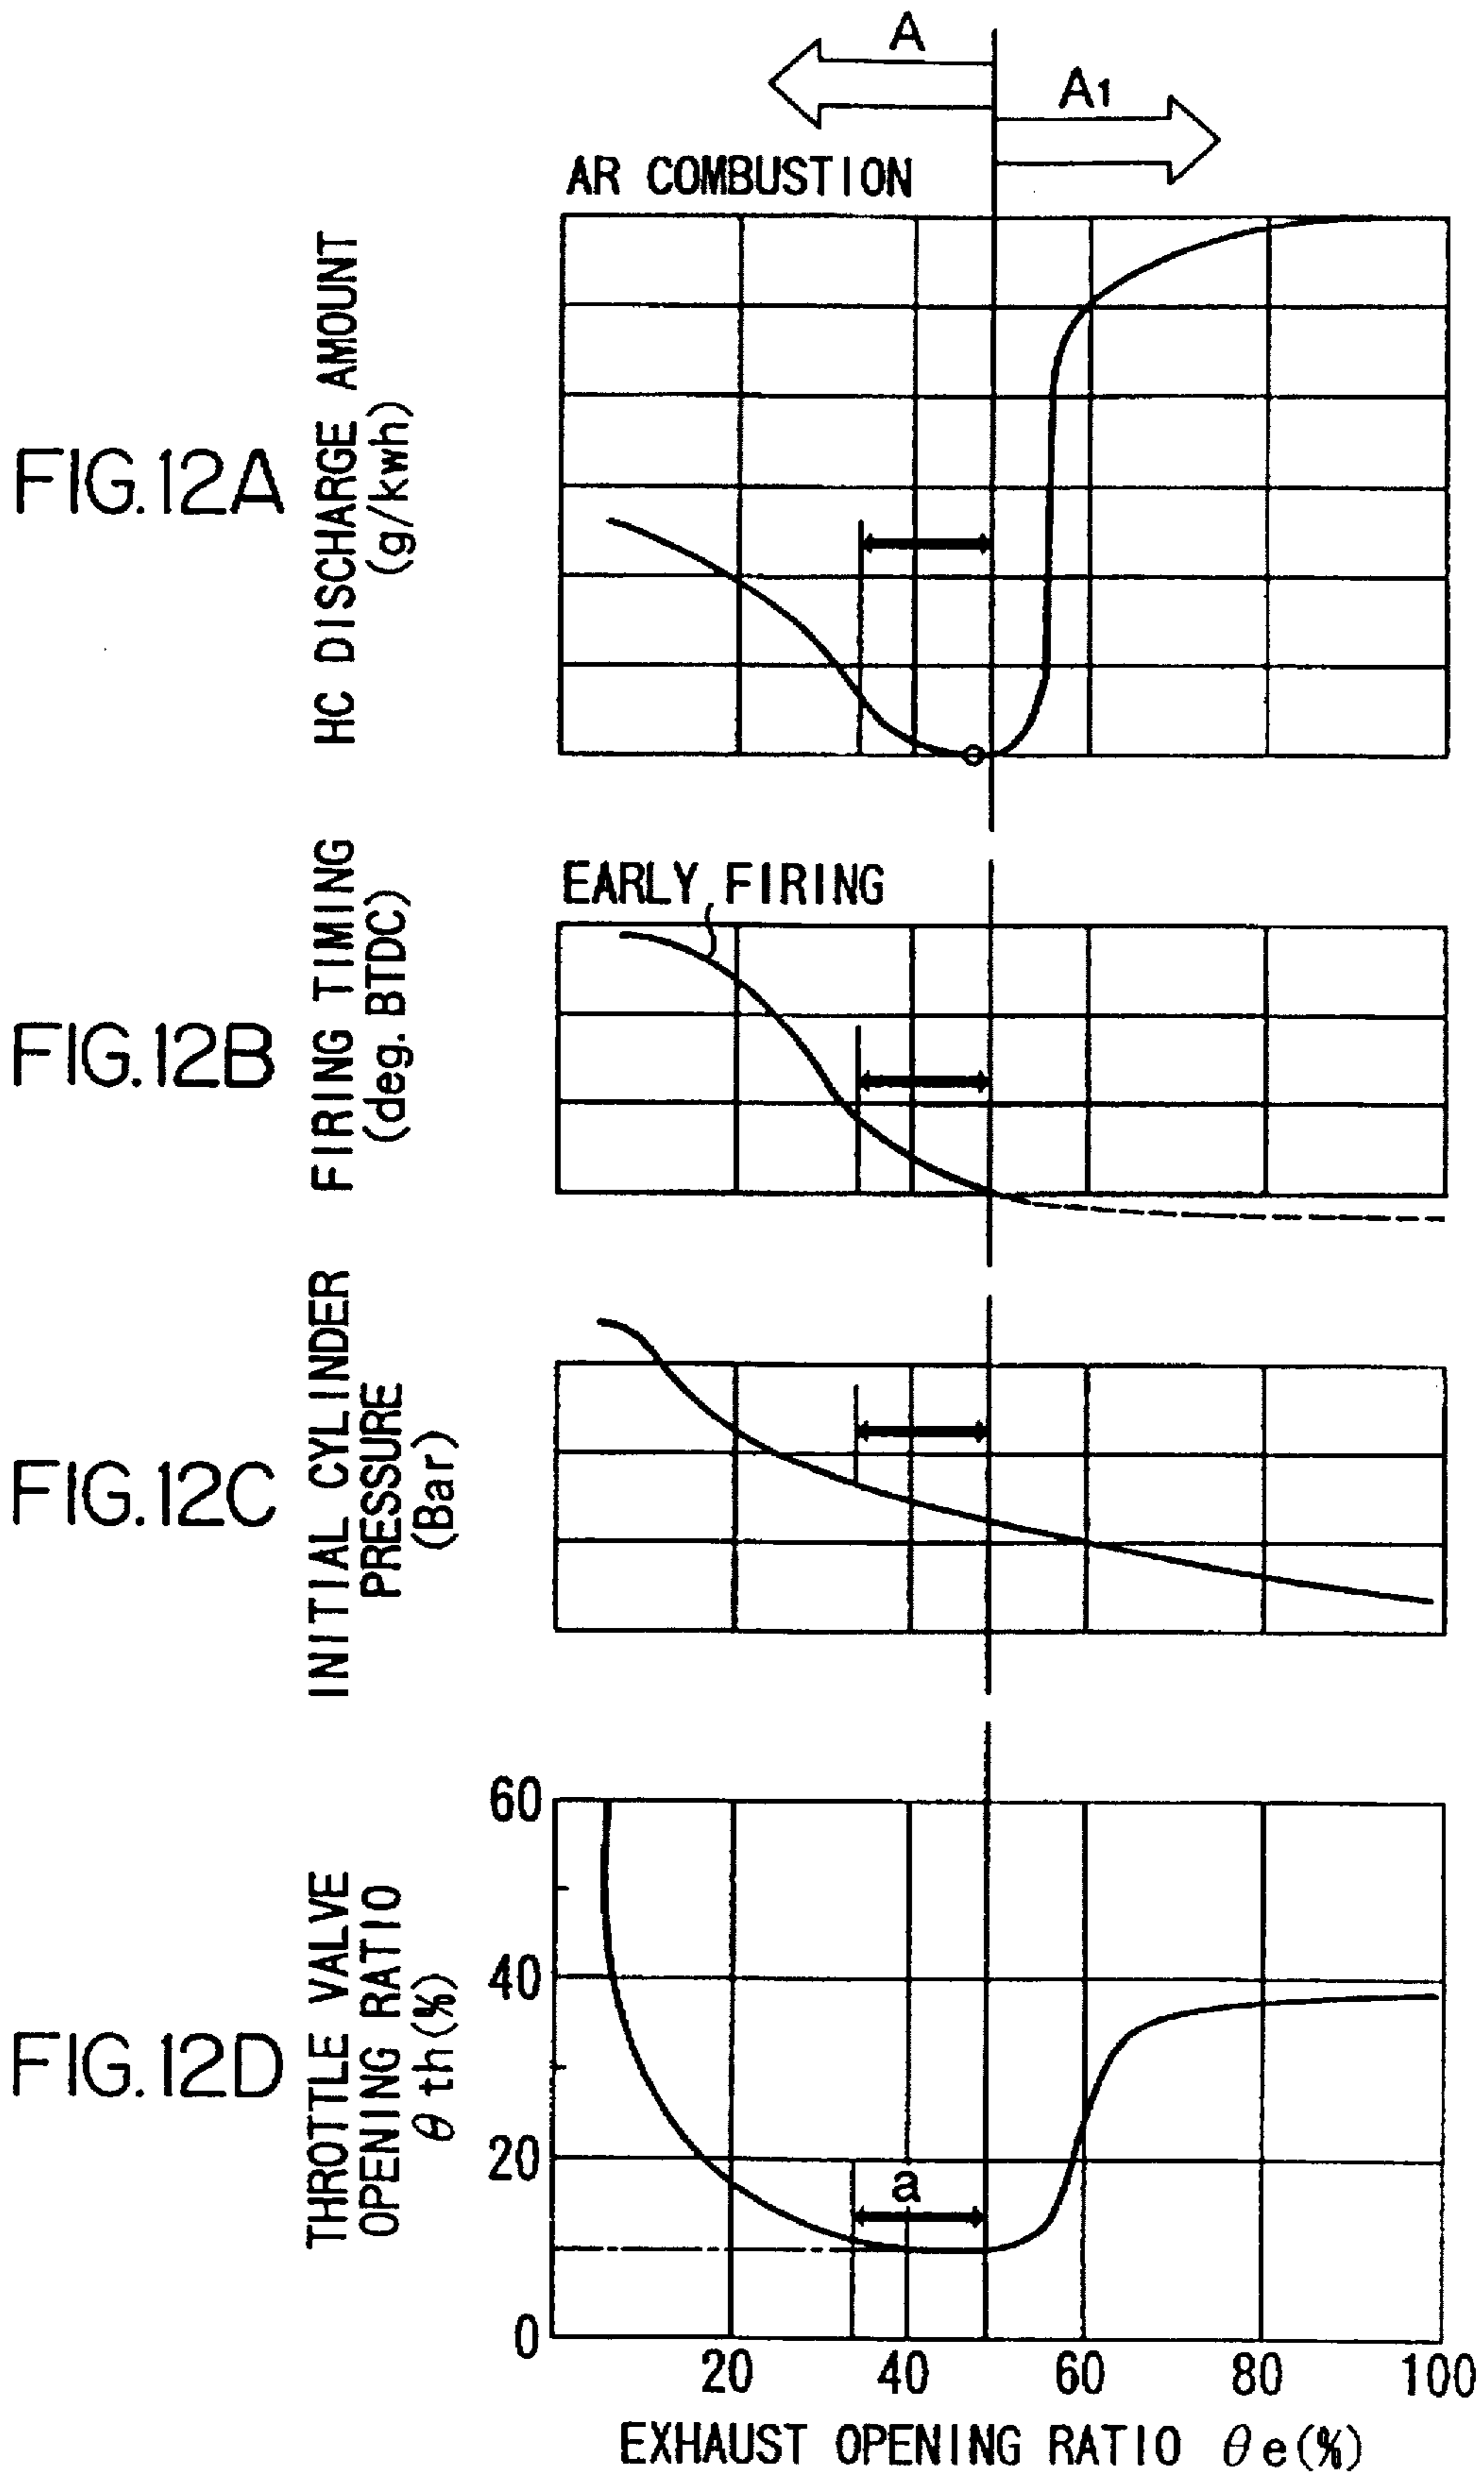 A
A1
AR COMBUSTION
FIG.12A
HC DISCHARGE AMOUNT
(g/kwh)
EARLY FIRING
FIG.12B
FIRING TIMING
(deg.BTDC)
FIG.12C
INITIAL CYLINDER
PRESSURE
(Bar)
FIG.12D
THROTTLE VALVE
OPENING RATIO
θ th(%)
60
40
20
0
a
20 40 60 80 100
EXHAUST OPENING RATIO θe(%)